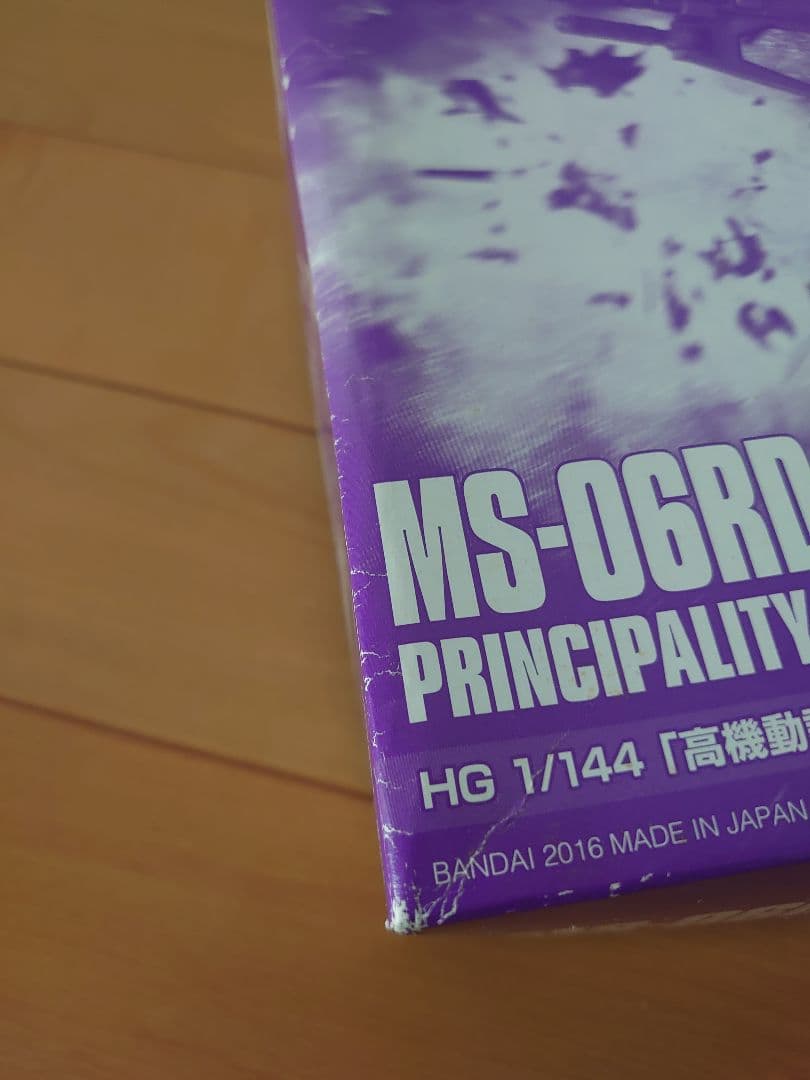 MS-06RD
PRINCIPALITY
HG 1/144「高機動
BANDAI 2016 MADE IN JAPAN